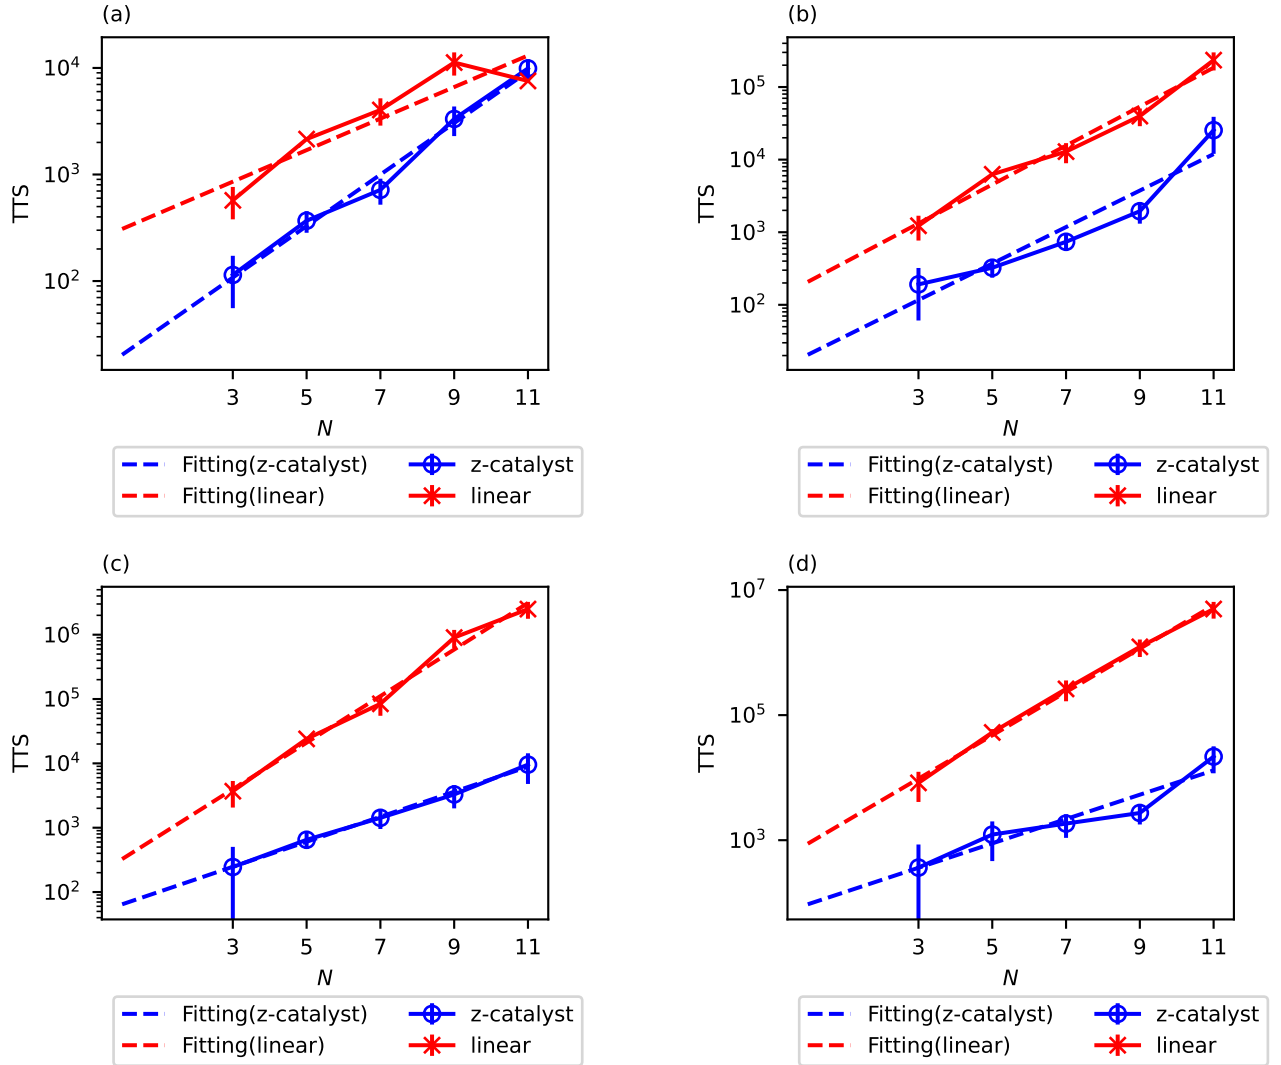 (a)
TTS
10^4
10^3
10^2
3 5 7 9 11
N
Fitting(z-catalyst) z-catalyst
Fitting(linear) linear
(b)
TTS
10^5
10^4
10^3
10^2
3 5 7 9 11
N
Fitting(z-catalyst) z-catalyst
Fitting(linear) linear
(c)
TTS
10^6
10^5
10^4
10^3
10^2
3 5 7 9 11
N
Fitting(z-catalyst) z-catalyst
Fitting(linear) linear
(d)
TTS
10^7
10^5
10^3
3 5 7 9 11
N
Fitting(z-catalyst) z-catalyst
Fitting(linear) linear